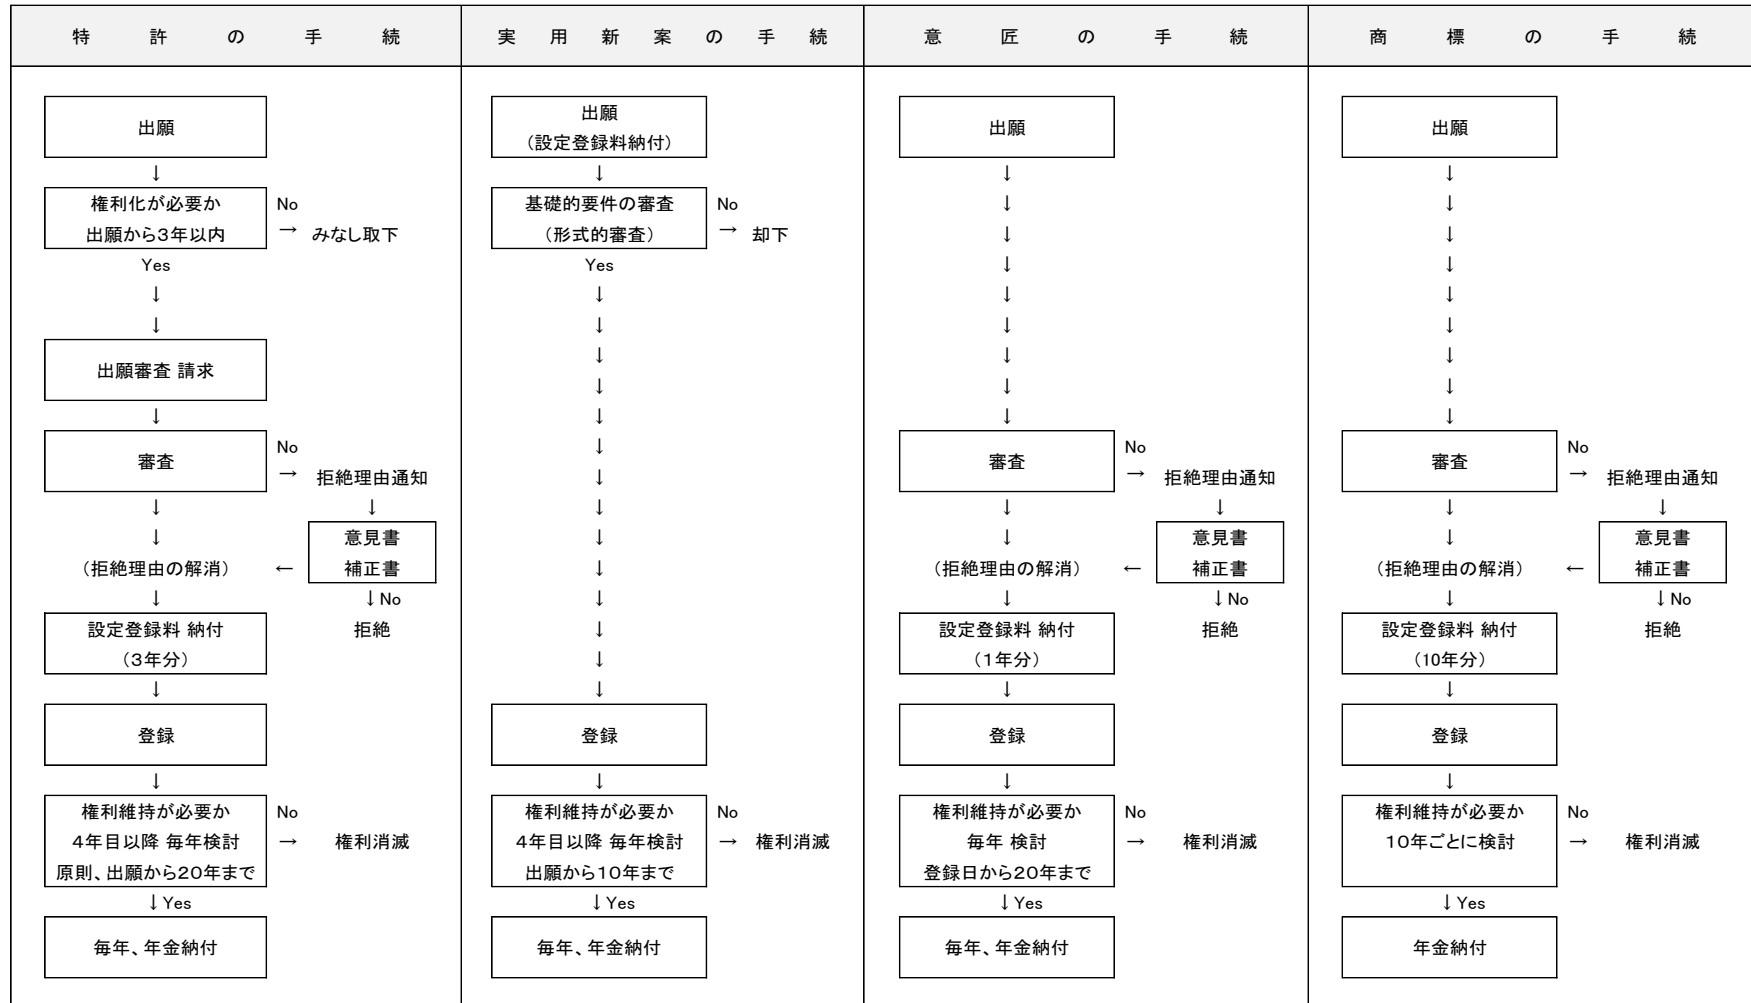 特許の手続
出願
↓
権利化が必要か
出願から3年以内
No
→ みなし取下
Yes
↓
↓
出願審査 請求
↓
審査
No
→ 拒絶理由通知
↓
↓
↓
意見書
補正書
(拒絶理由の解消) ←
↓
↓No
拒絶
設定登録料 納付
(3年分)
↓
登録
↓
権利維持が必要か
4年目以降 毎年検討
原則、出願から20年まで
No
→ 権利消滅
↓Yes
毎年、年金納付
実用新案の手続
出願
(設定登録料納付)
↓
基礎的要件の審査
(形式的審査)
No
→ 却下
Yes
↓
↓
↓
↓
↓
↓
↓
↓
↓
↓
↓
↓
↓
↓
登録
↓
権利維持が必要か
4年目以降 毎年検討
出願から10年まで
No
→ 権利消滅
↓Yes
毎年、年金納付
意匠の手続
出願
↓
↓
↓
↓
↓
↓
↓
↓
↓
審査
No
→ 拒絶理由通知
↓
↓
↓
意見書
補正書
(拒絶理由の解消) ←
↓
↓No
拒絶
設定登録料 納付
(1年分)
↓
登録
↓
権利維持が必要か
毎年 検討
登録日から20年まで
No
→ 権利消滅
↓Yes
毎年、年金納付
商標の手続
出願
↓
↓
↓
↓
↓
↓
↓
↓
↓
審査
No
→ 拒絶理由通知
↓
↓
↓
意見書
補正書
(拒絶理由の解消) ←
↓
↓No
拒絶
設定登録料 納付
(10年分)
↓
登録
↓
権利維持が必要か
10年ごとに検討
No
→ 権利消滅
↓Yes
年金納付